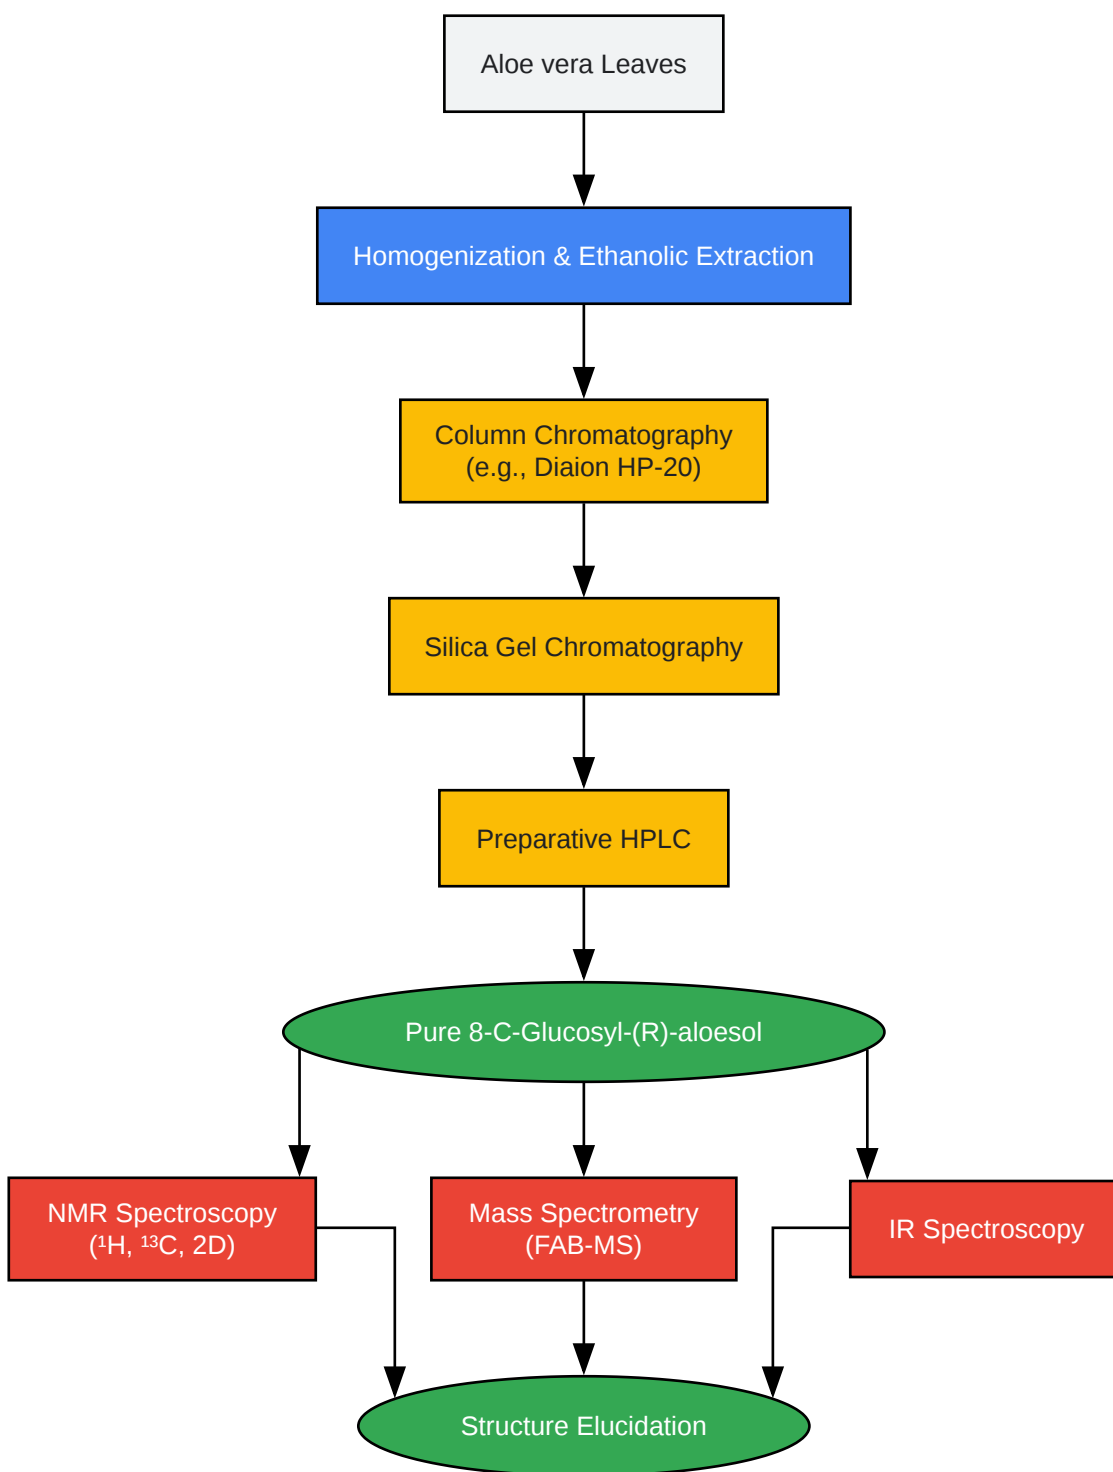 Aloe vera Leaves
Homogenization & Ethanolic Extraction
Column Chromatography
(e.g., Diaion HP-20)
Silica Gel Chromatography
Preparative HPLC
Pure 8-C-Glucosyl-(R)-aloesol
NMR Spectroscopy
(¹H, ¹³C, 2D)
Mass Spectrometry
(FAB-MS)
IR Spectroscopy
Structure Elucidation